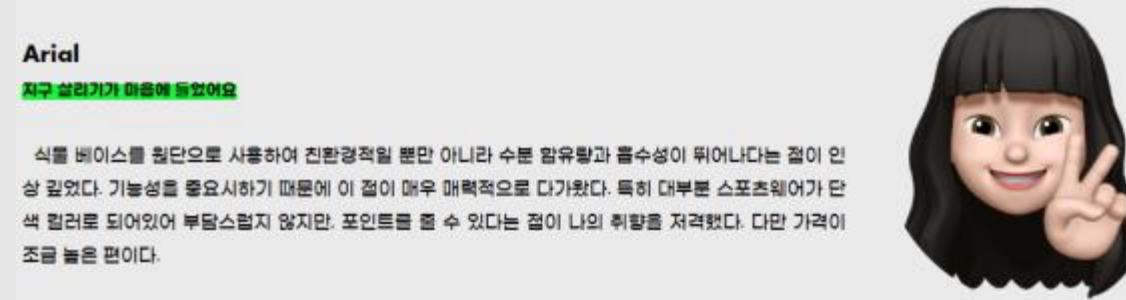 Arial
지구 살리기가 마음에 들었어요
식물 베이스를 원단으로 사용하여 친환경적일 뿐만 아니라 수분 함유량과 흡수성이 뛰어나다는 점이 인
상 깊었다. 기능성을 중요시하기 때문에 이 점이 매우 매력적으로 다가왔다. 특히 대부분 스포츠웨어가 단
색 컬러로 되어있어 부담스럽지 않지만, 포인트를 줄 수 있다는 점이 나의 취향을 저격했다. 다만 가격이
조금 높은 편이다.